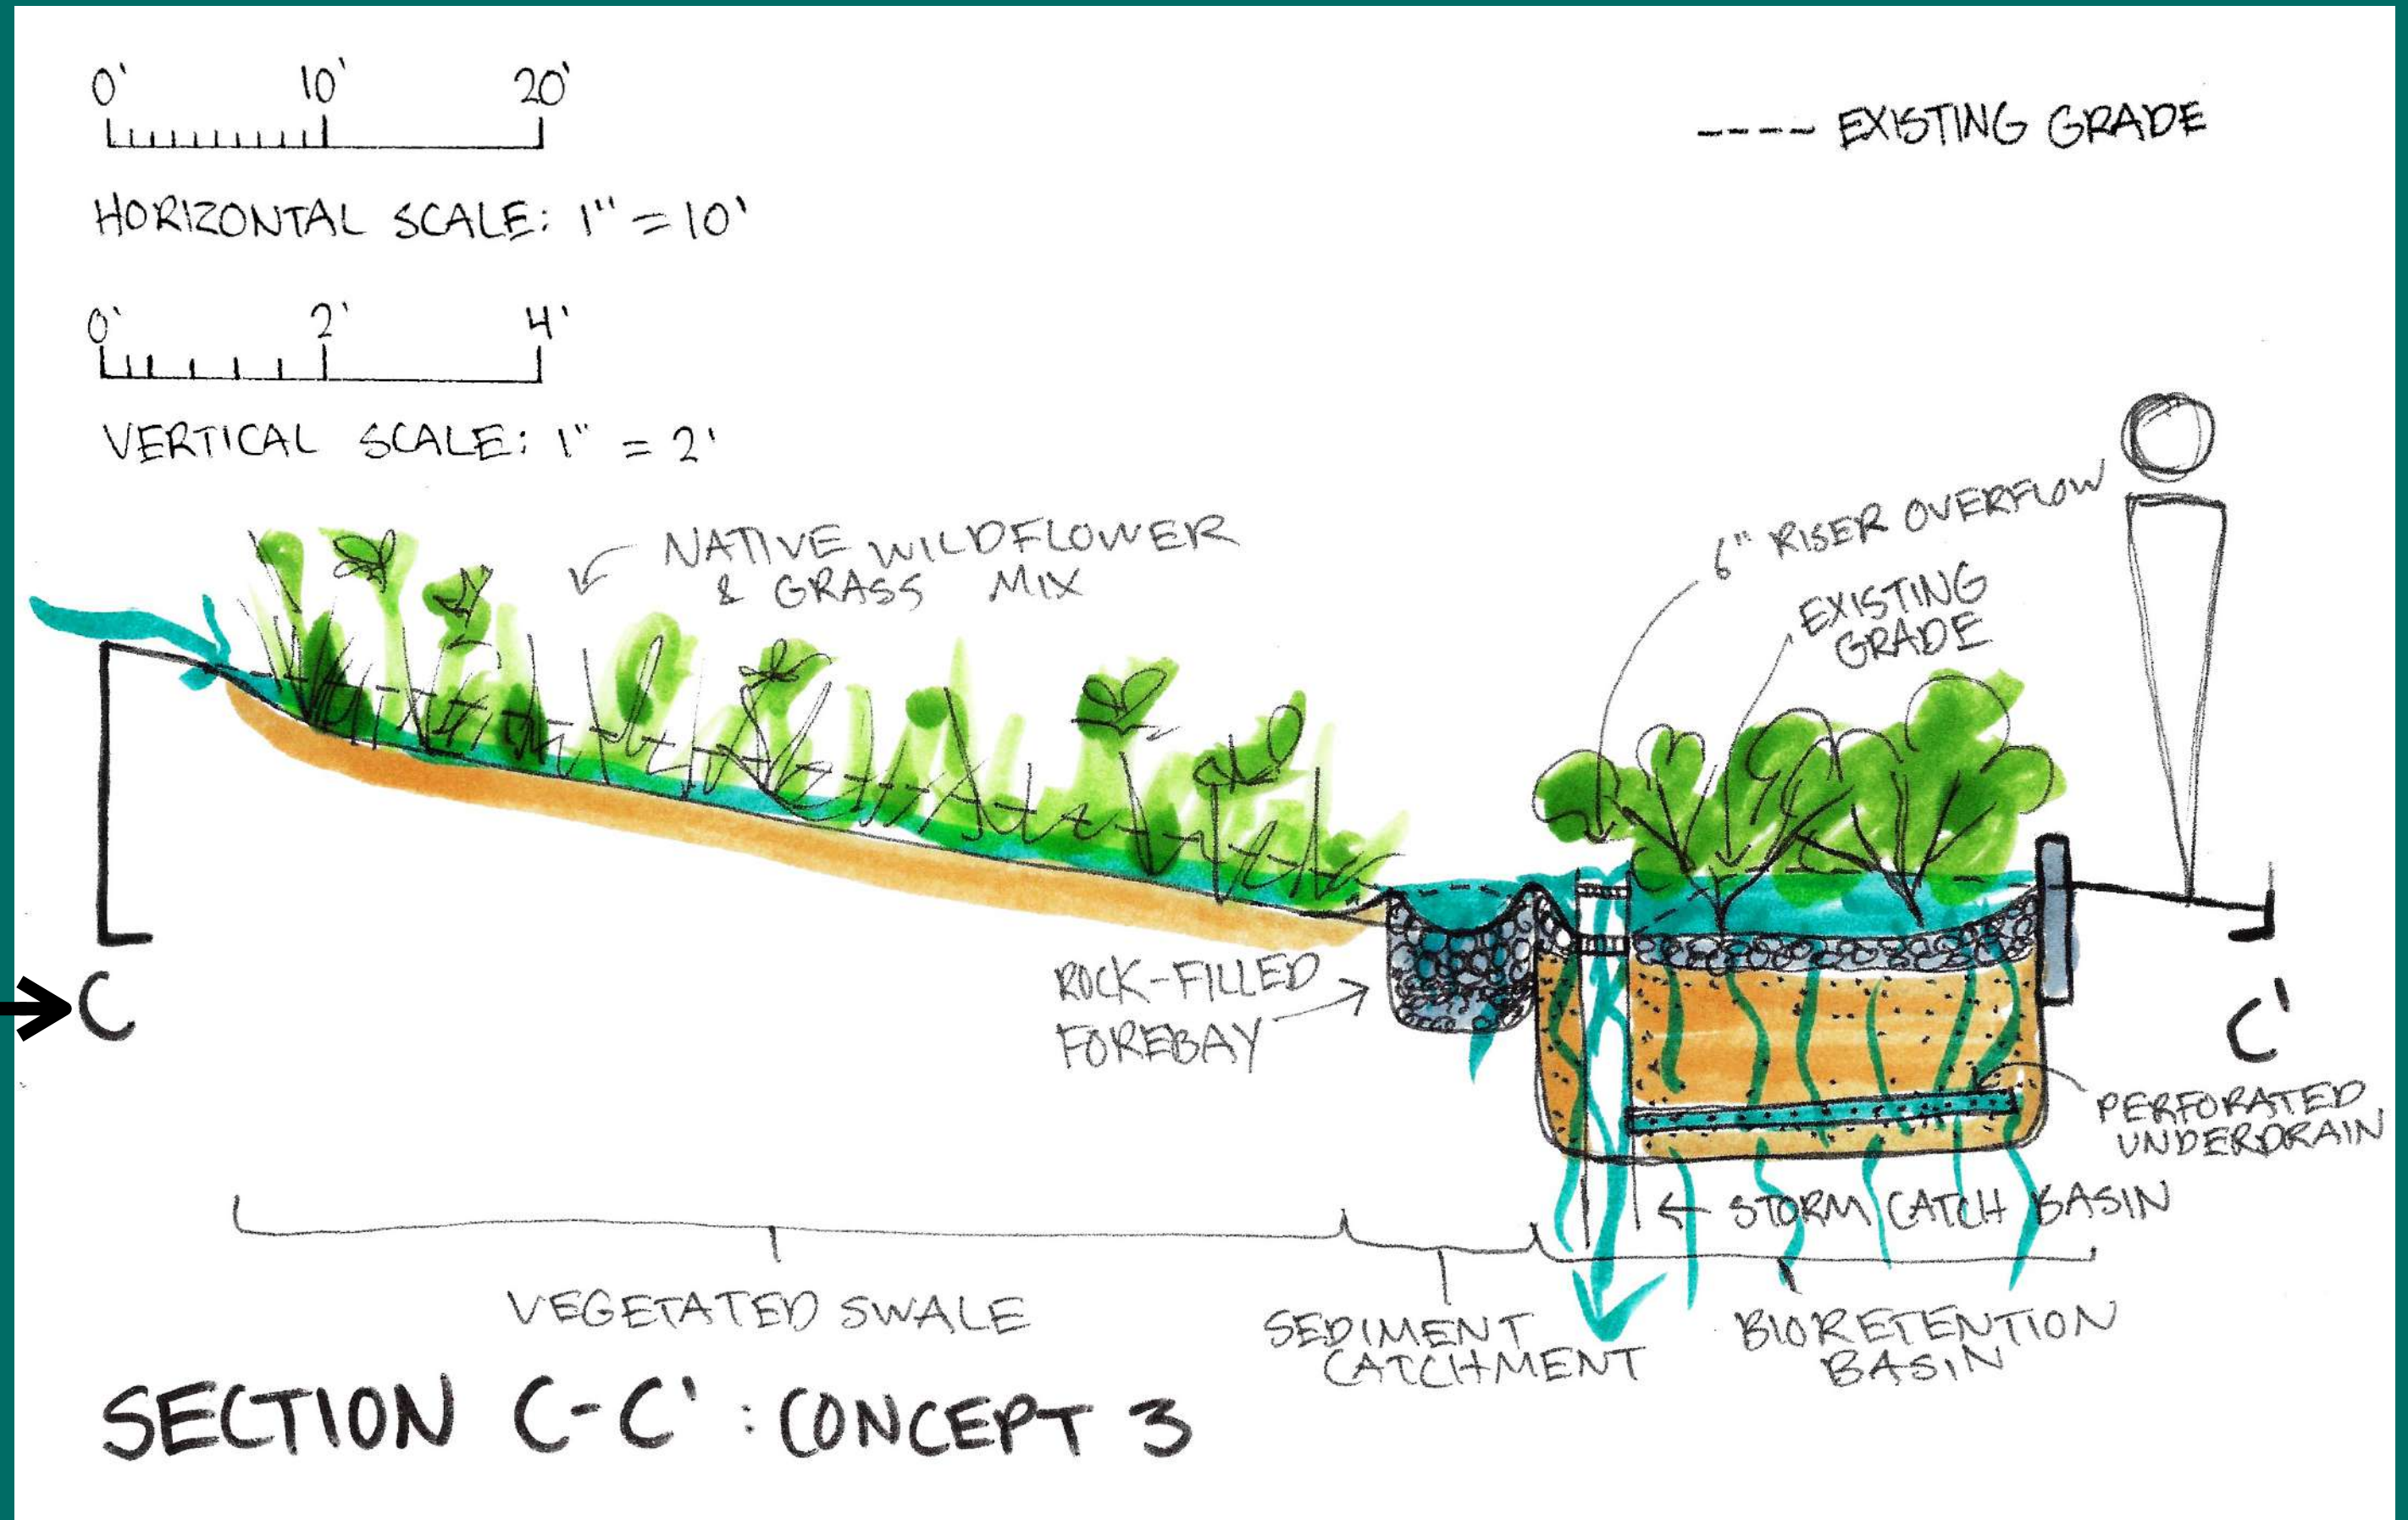 0' 10' 20'
HORIZONTAL SCALE: 1" = 10'
0' 2' 4'
VERTICAL SCALE: 1" = 2'
---- EXISTING GRADE
NATIVE WILDFLOWER
& GRASS MIX
6" RISER OVERFLOW
EXISTING
GRADE
ROCK-FILLED
FOREBAY
C
C'
PERFORATED
UNDERDRAIN
STORM CATCH BASIN
VEGETATED SWALE
SEDIMENT
CATCHMENT
BIORETENTION
BASIN
SECTION C-C' : CONCEPT 3